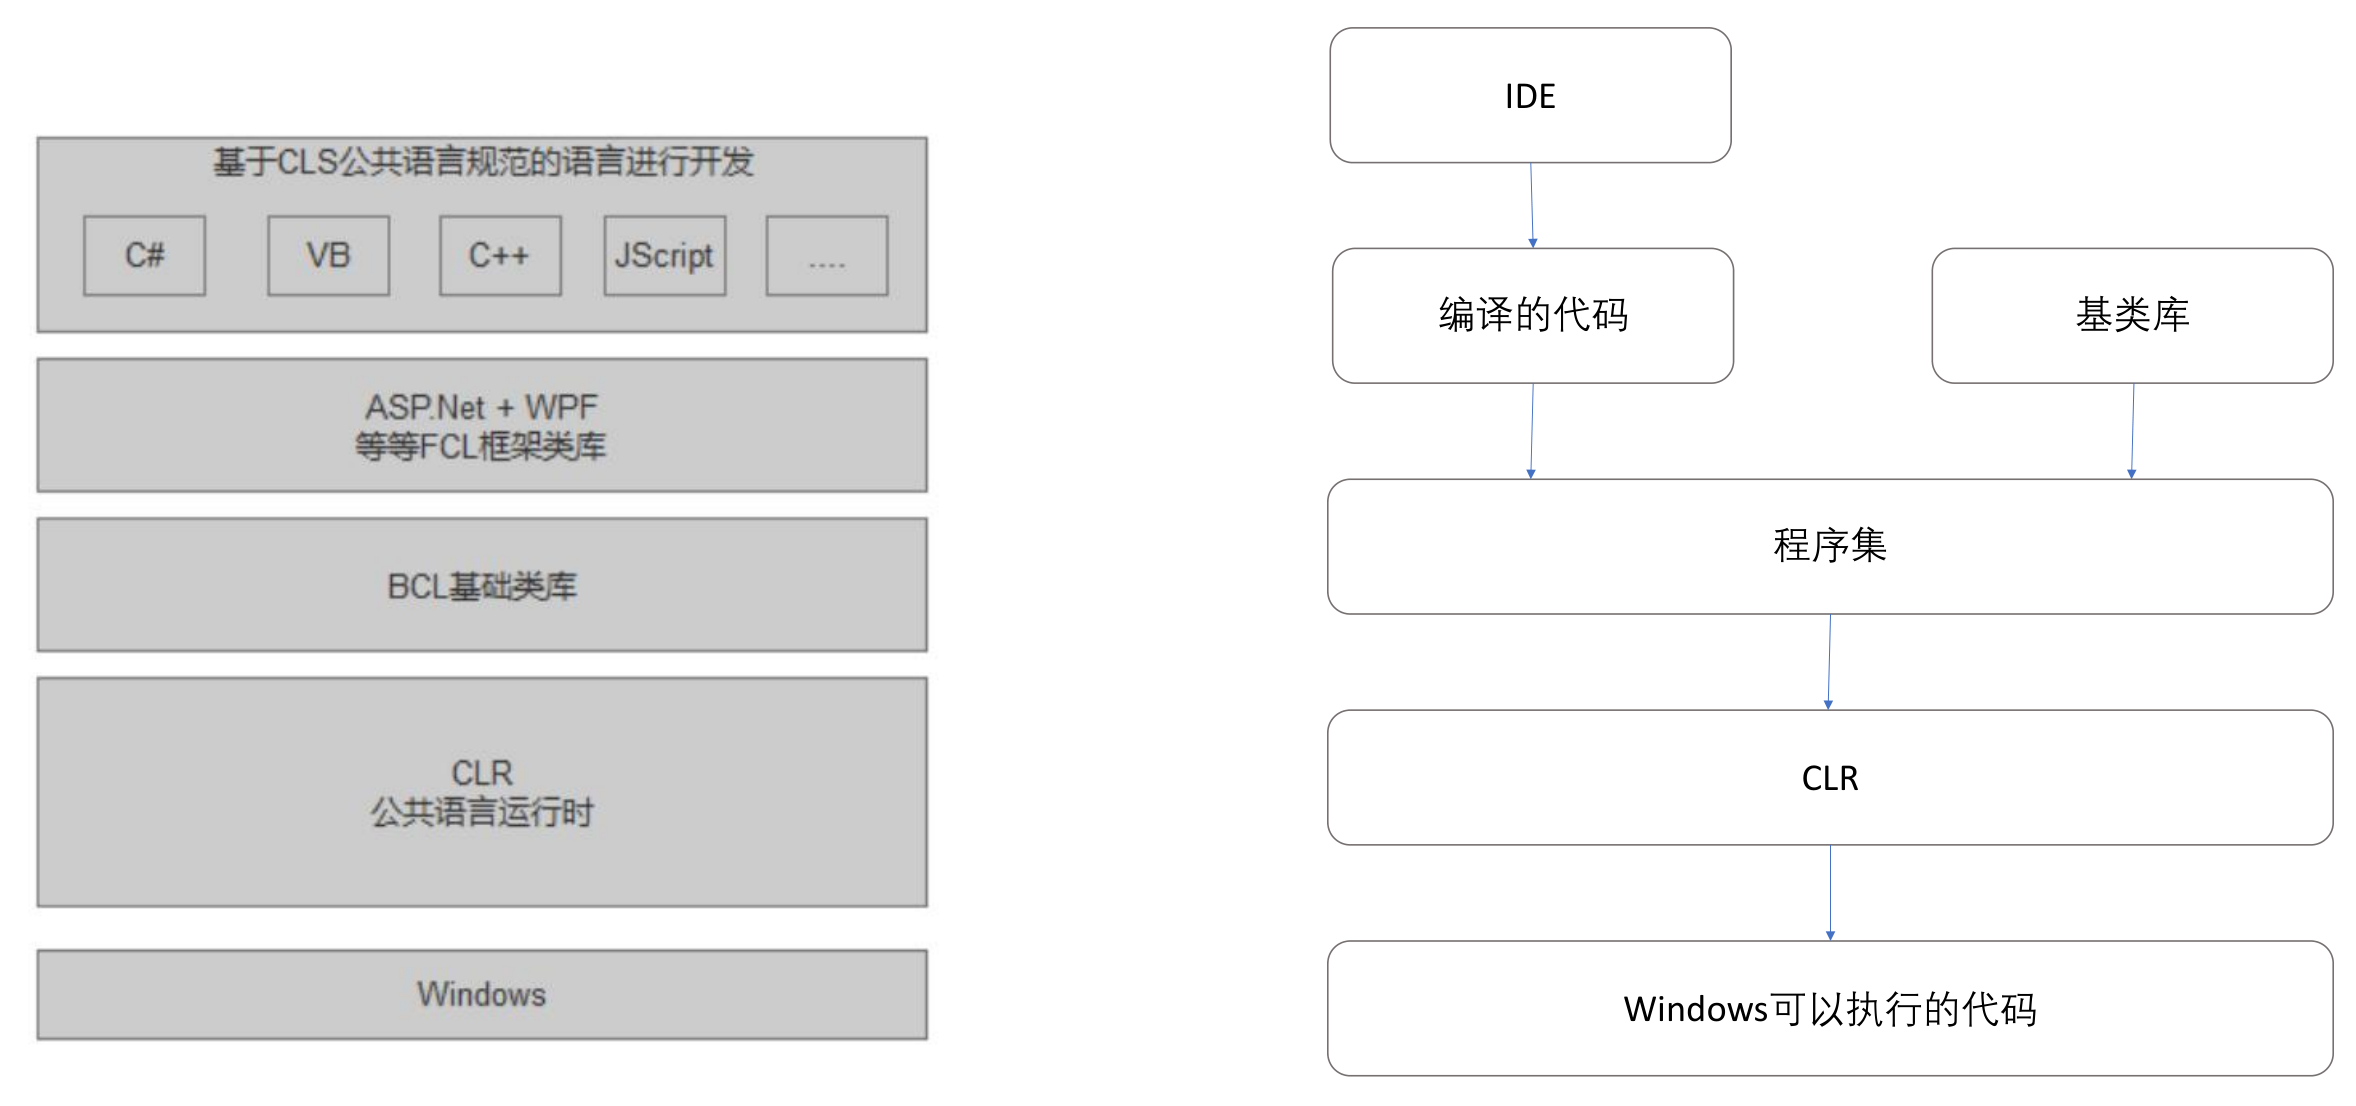 基于CLS公共语言规范的语言进行开发
C#
VB
C++
JScript
....
ASP.Net + WPF
等等FCL框架类库
BCL基础类库
CLR
公共语言运行时
Windows
IDE
编译的代码
基类库
程序集
CLR
Windows可以执行的代码